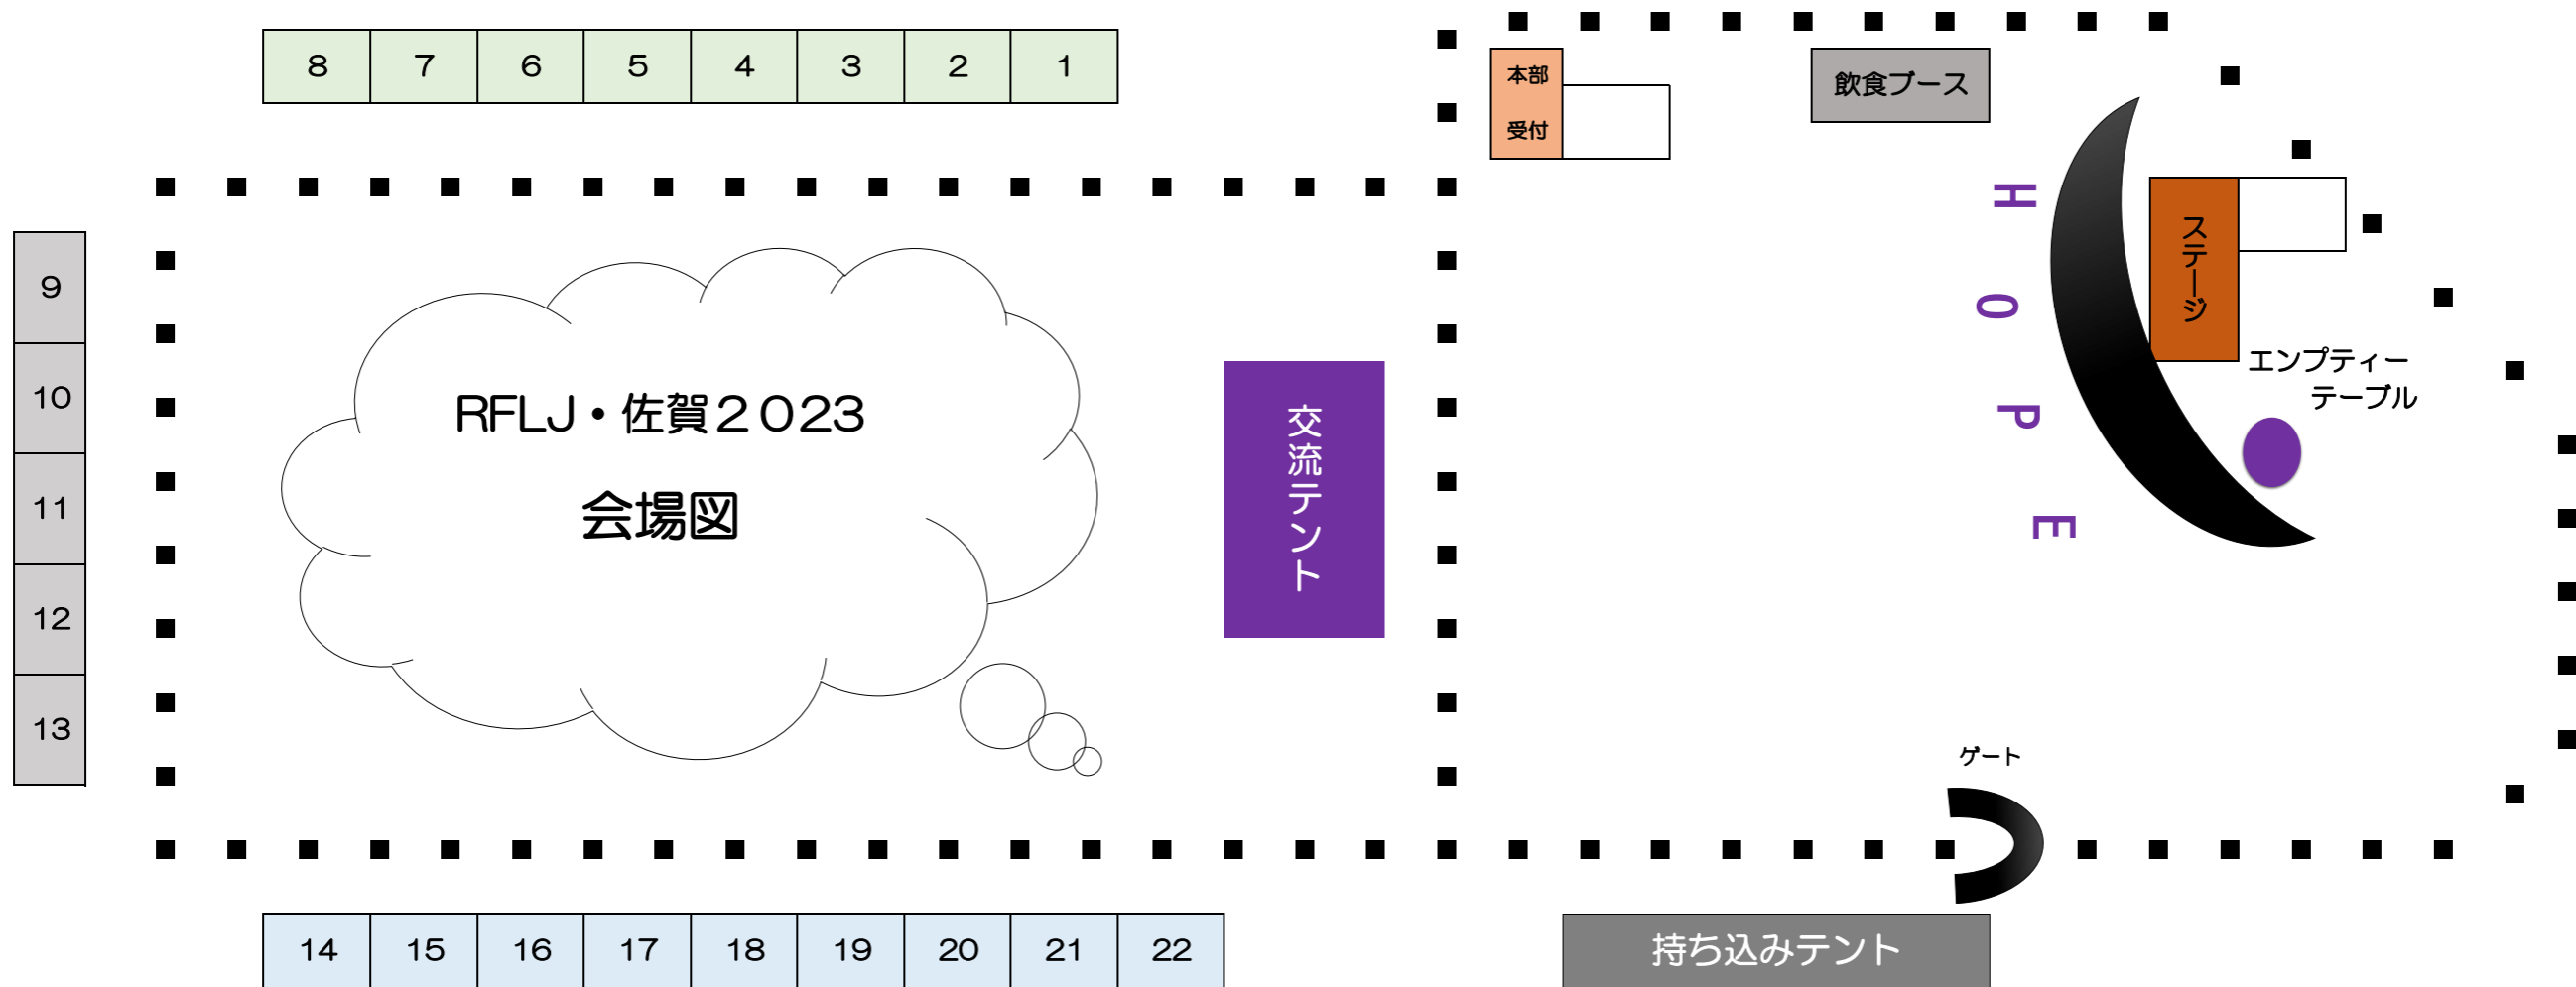 8 7 6 5 4 3 2 1
本部
受付
飲食ブース
9
10
11
12
13
RFLJ・佐賀２０23
会場図
交流テント
H
O
P
E
ステージ
エンプティー
テーブル
ゲート
14 15 16 17 18 19 20 21 22
持ち込みテント